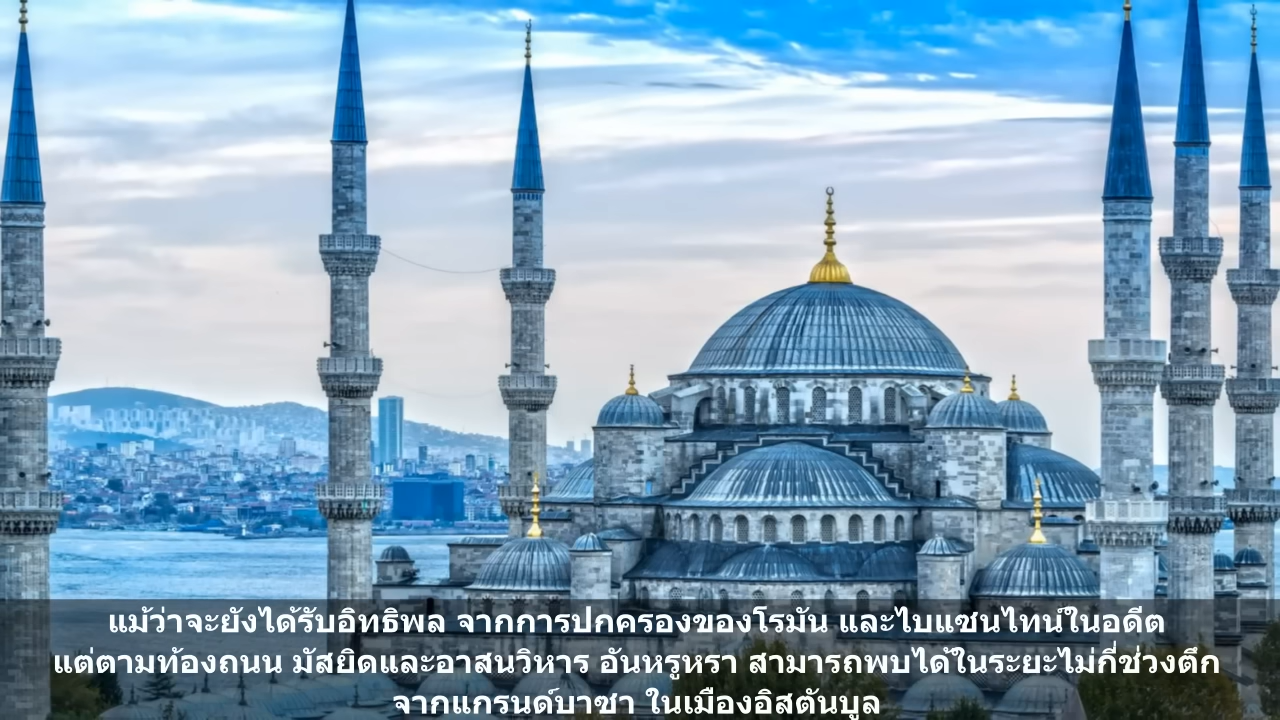 แม้ว่าจะยังได้รับอิทธิพล จากการปกครองของโรมัน และไบแซนไทน์ในอดีต
แต่ตามท้องถนน มัสยิดและอาสนวิหาร อันหรูหรา สามารถพบได้ในระยะไม่กี่ช่วงตึก
จากแกรนด์บาซา ในเมืองอิสตันบูล